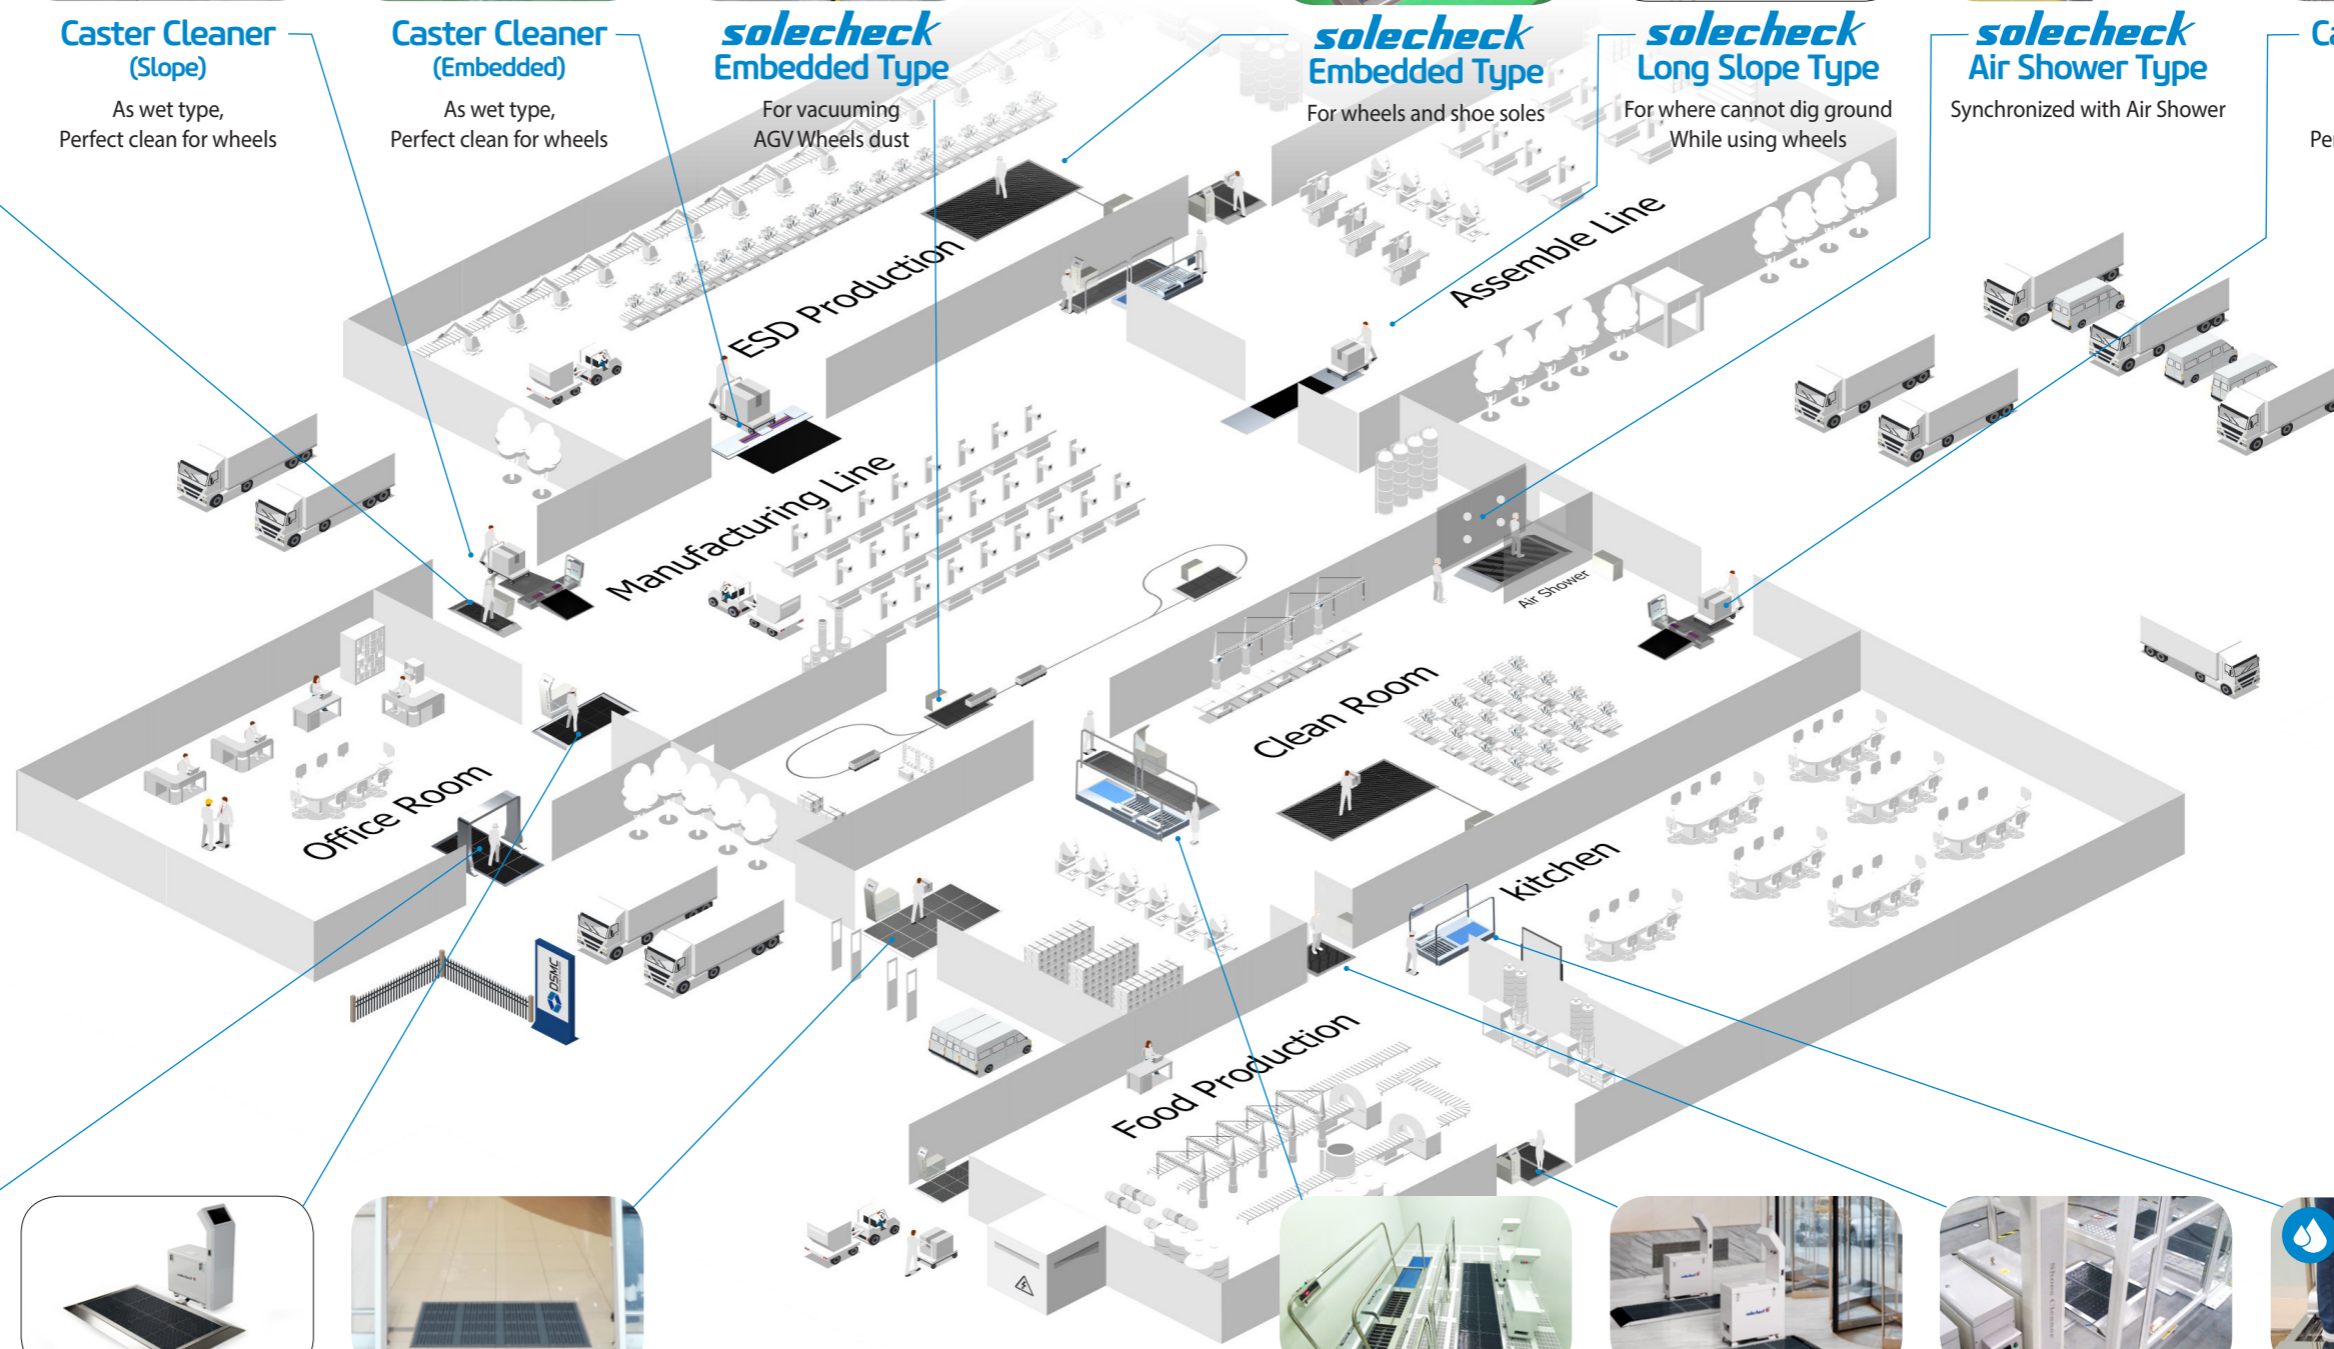 Caster Cleaner
(Slope)
As wet type,
Perfect clean for wheels
Caster Cleaner
(Embedded)
As wet type,
Perfect clean for wheels
solecheck
Embedded Type
For vacuuming
AGV Wheels dust
solecheck
Embedded Type
For wheels and shoe soles
solecheck
Long Slope Type
For where cannot dig ground
While using wheels
solecheck
Air Shower Type
Synchronized with Air Shower
ESD Production
Assemble Line
Manufacturing Line
Air Shower
Clean Room
Office Room
kitchen
DSMC
Food Production
solecheck
solecheck